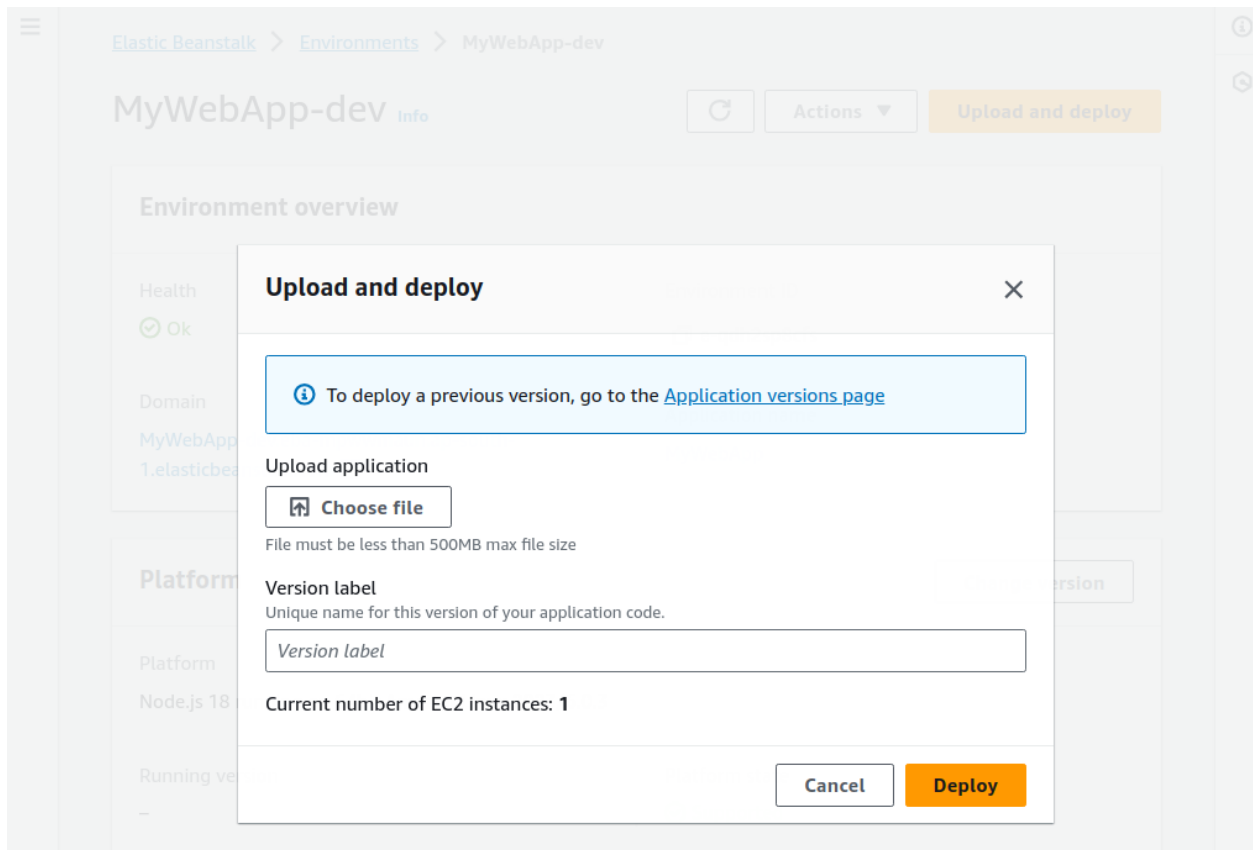 Elastic Beanstalk > Environments > MyWebApp-dev
MyWebApp-dev Info
Actions Upload and deploy
Environment overview
Health
Ok
Domain
MyWebApp
1.elasticbea
Upload and deploy
To deploy a previous version, go to the Application versions page
Upload application
Choose file
File must be less than 500MB max file size
Version label
Unique name for this version of your application code.
Version label
Current number of EC2 instances: 1
Cancel Deploy
Platform
ersion
Platform
Node.js 18
Running ve
–